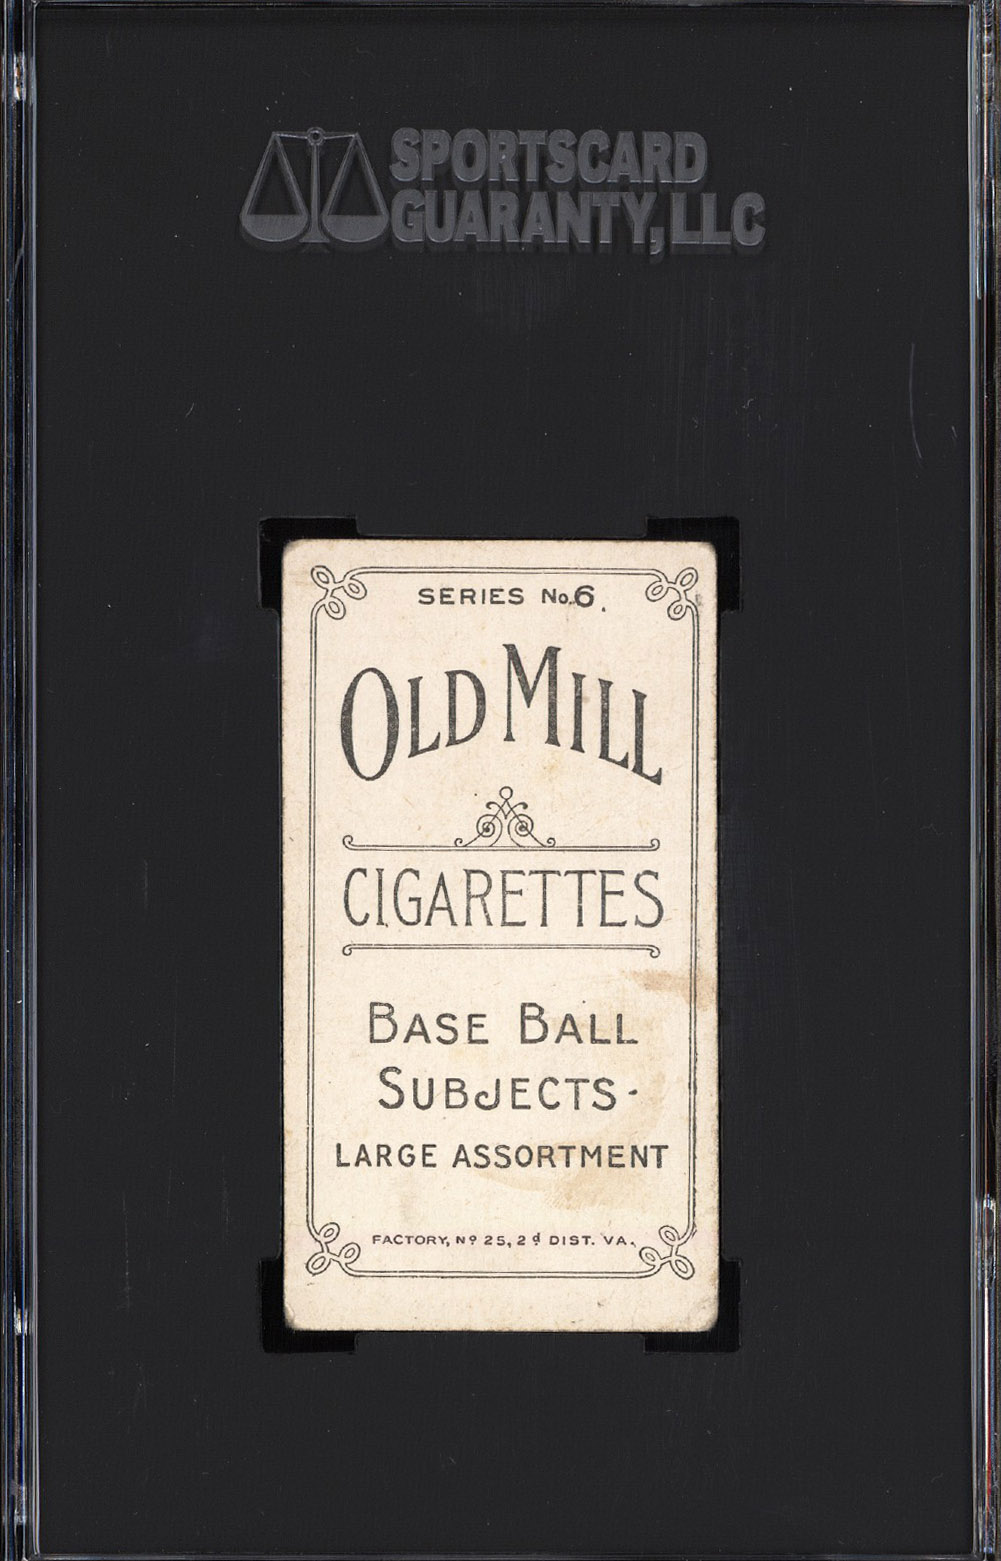 SPORTSCARD
GUARANTY, LLC
SERIES No.6.
OLD MILL
CIGARETTES
BASE BALL
SUBJECTS.
LARGE ASSORTMENT
FACTORY, Nº 25, 2ᵈ DIST. VA.